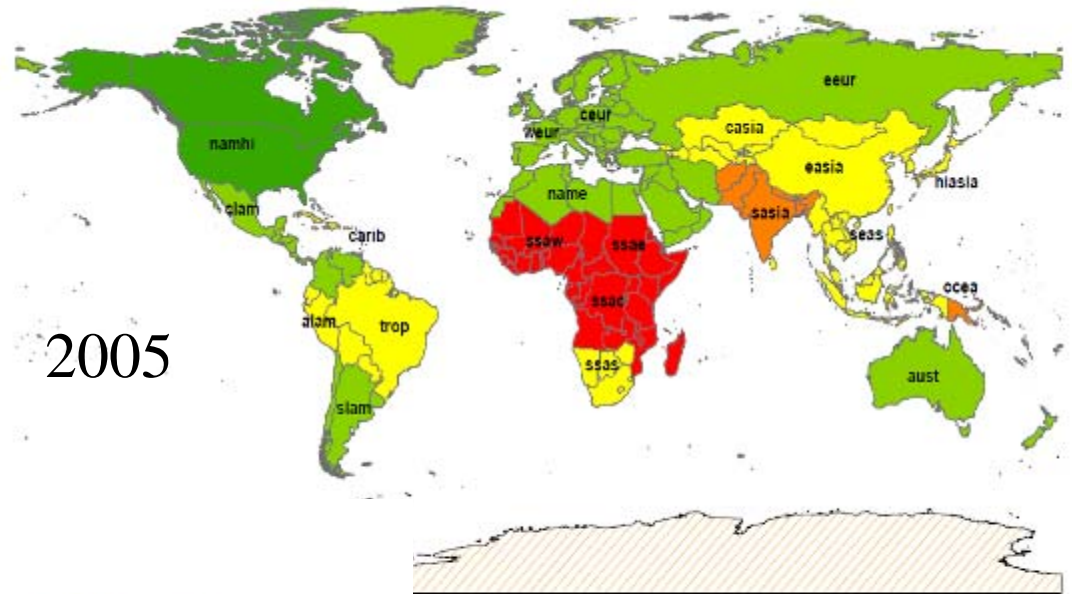 eeur
ceur
weur
casia
namhi
easia
hiasia
name
clam
sasia
carib
seas
ssaw
ssae
ocea
ssac
alam
trop
2005
ssas
aust
slam